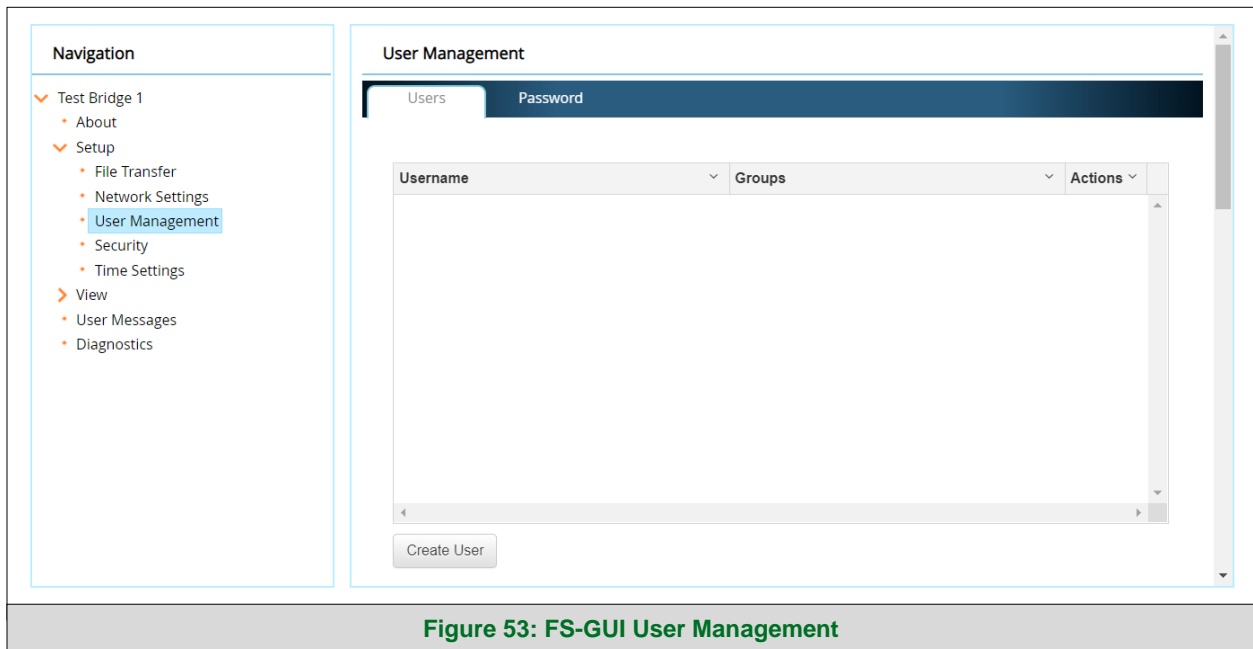 Navigation
Test Bridge 1
About
Setup
File Transfer
Network Settings
User Management
Security
Time Settings
View
User Messages
Diagnostics
User Management
Users Password
Username Groups Actions
Create User
Figure 53: FS-GUI User Management